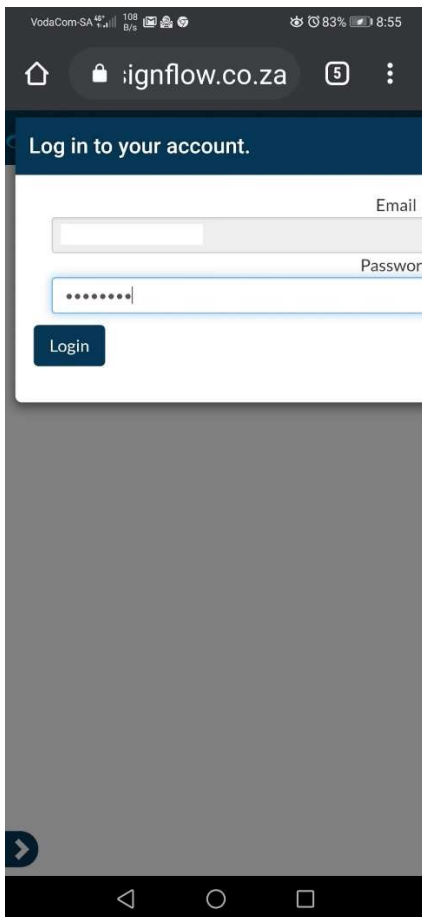 VodaCom-SA 108 B/s 83% 8:55
ignflow.co.za 5
Log in to your account.
Email
Passwor
••••••••
Login